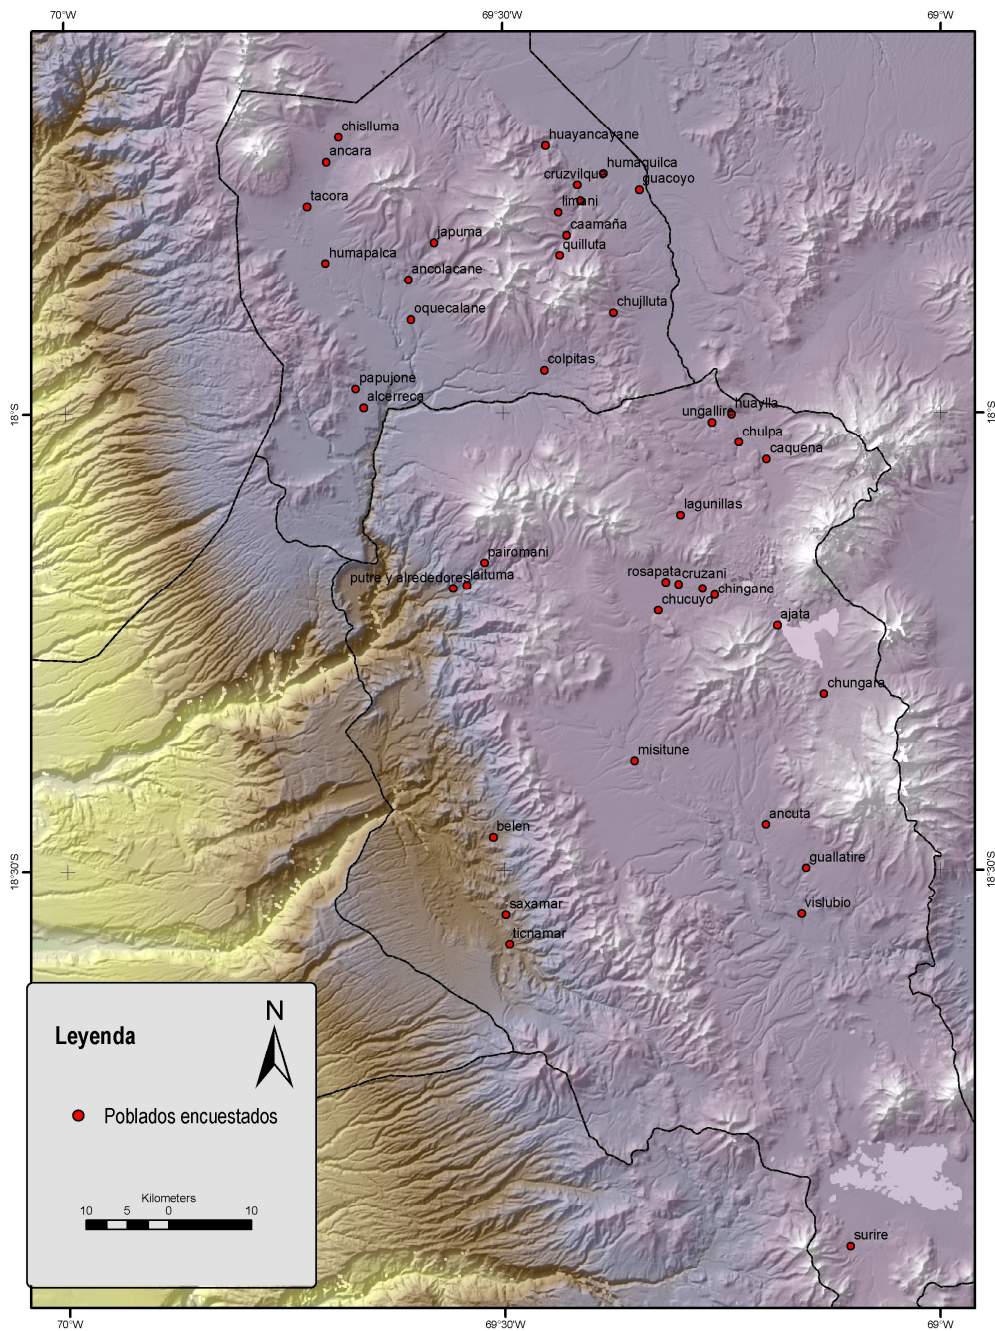 70°W
69°30'W
69°W
chislluma
ancara
huayancayane
humaquilca
cruzvilque
guacoyo
tacora
limani
caamaña
japuma
quilluta
humapalca
ancolacane
chujlluta
oquecalane
colpitas
papujone
alcerreca
18°S
18°S
huaylla
ungallire
chulpa
caquena
lagunillas
pairomani
putre y alrededores
laituma
rosapata
cruzani
chingane
chucuyo
ajata
chungara
misitune
ancuta
belen
guallatire
18°30'S
18°30'S
saxamar
vislubio
ticnamar
N
Leyenda
Poblados encuestados
Kilometers
10 5 0 10
surire
70°W
69°30'W
69°W